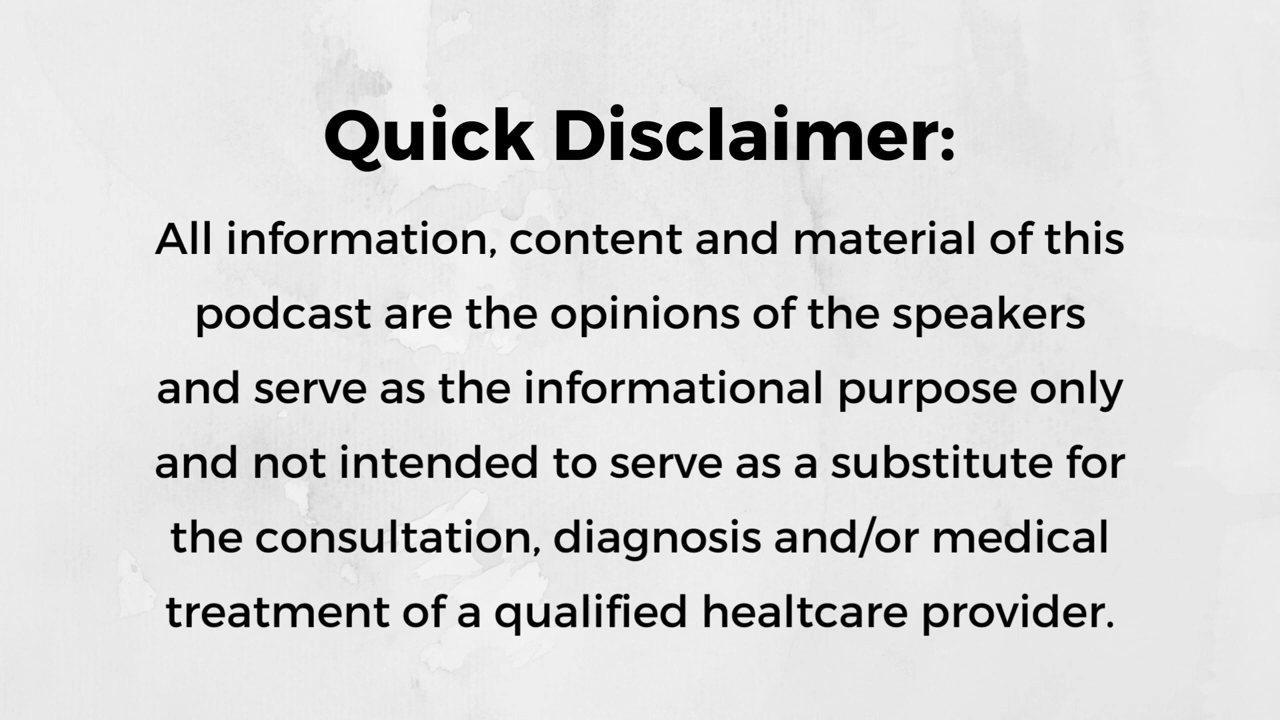 Quick Disclaimer:
All information, content and material of this
podcast are the opinions of the speakers
and serve as the informational purpose only
and not intended to serve as a substitute for
the consultation, diagnosis and/or medical
treatment of a qualified healtcare provider.